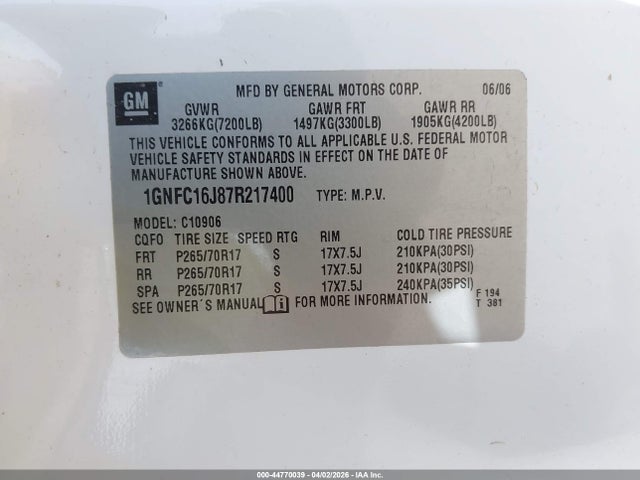 GM
MFD BY GENERAL MOTORS CORP. 06/06
GVWR GAWR FRT GAWR RR
3266KG(7200LB) 1497KG(3300LB) 1905KG(4200LB)
THIS VEHICLE CONFORMS TO ALL APPLICABLE U.S. FEDERAL MOTOR
VEHICLE SAFETY STANDARDS IN EFFECT ON THE DATE OF
MANUFACTURE SHOWN ABOVE.
1GNFC16J87R217400 TYPE: M.P.V.
MODEL: C10906
CQFO TIRE SIZE SPEED RTG RIM COLD TIRE PRESSURE
FRT P265/70R17 S 17X7.5J 210KPA(30PSI)
RR P265/70R17 S 17X7.5J 210KPA(30PSI)
SPA P265/70R17 S 17X7.5J 240KPA(35PSI)
SEE OWNER´S MANUAL FOR MORE INFORMATION.
F 194
T 381
000-44770039 - 04/02/2026 - IAA Inc.